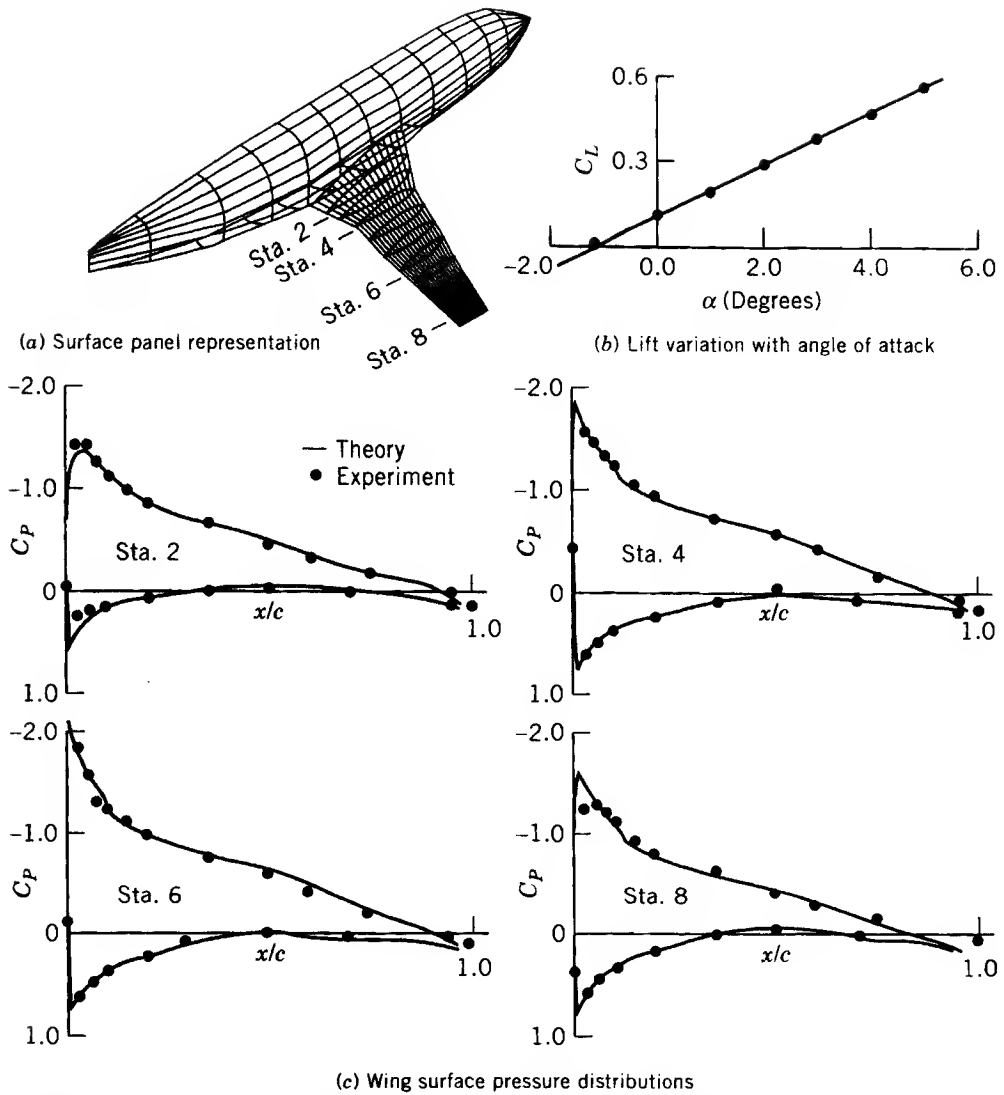 Sta. 2
Sta. 4
Sta. 6
Sta. 8
(a) Surface panel representation
0.6
0.3
C_L
-2.0
0.0
2.0
4.0
6.0
α (Degrees)
(b) Lift variation with angle of attack
-2.0
-1.0
0
1.0
C_P
Sta. 2
x/c
1.0
— Theory
● Experiment
-2.0
-1.0
0
1.0
C_P
Sta. 4
x/c
1.0
-2.0
-1.0
0
1.0
C_P
Sta. 6
x/c
1.0
-2.0
-1.0
0
1.0
C_P
Sta. 8
x/c
1.0
(c) Wing surface pressure distributions